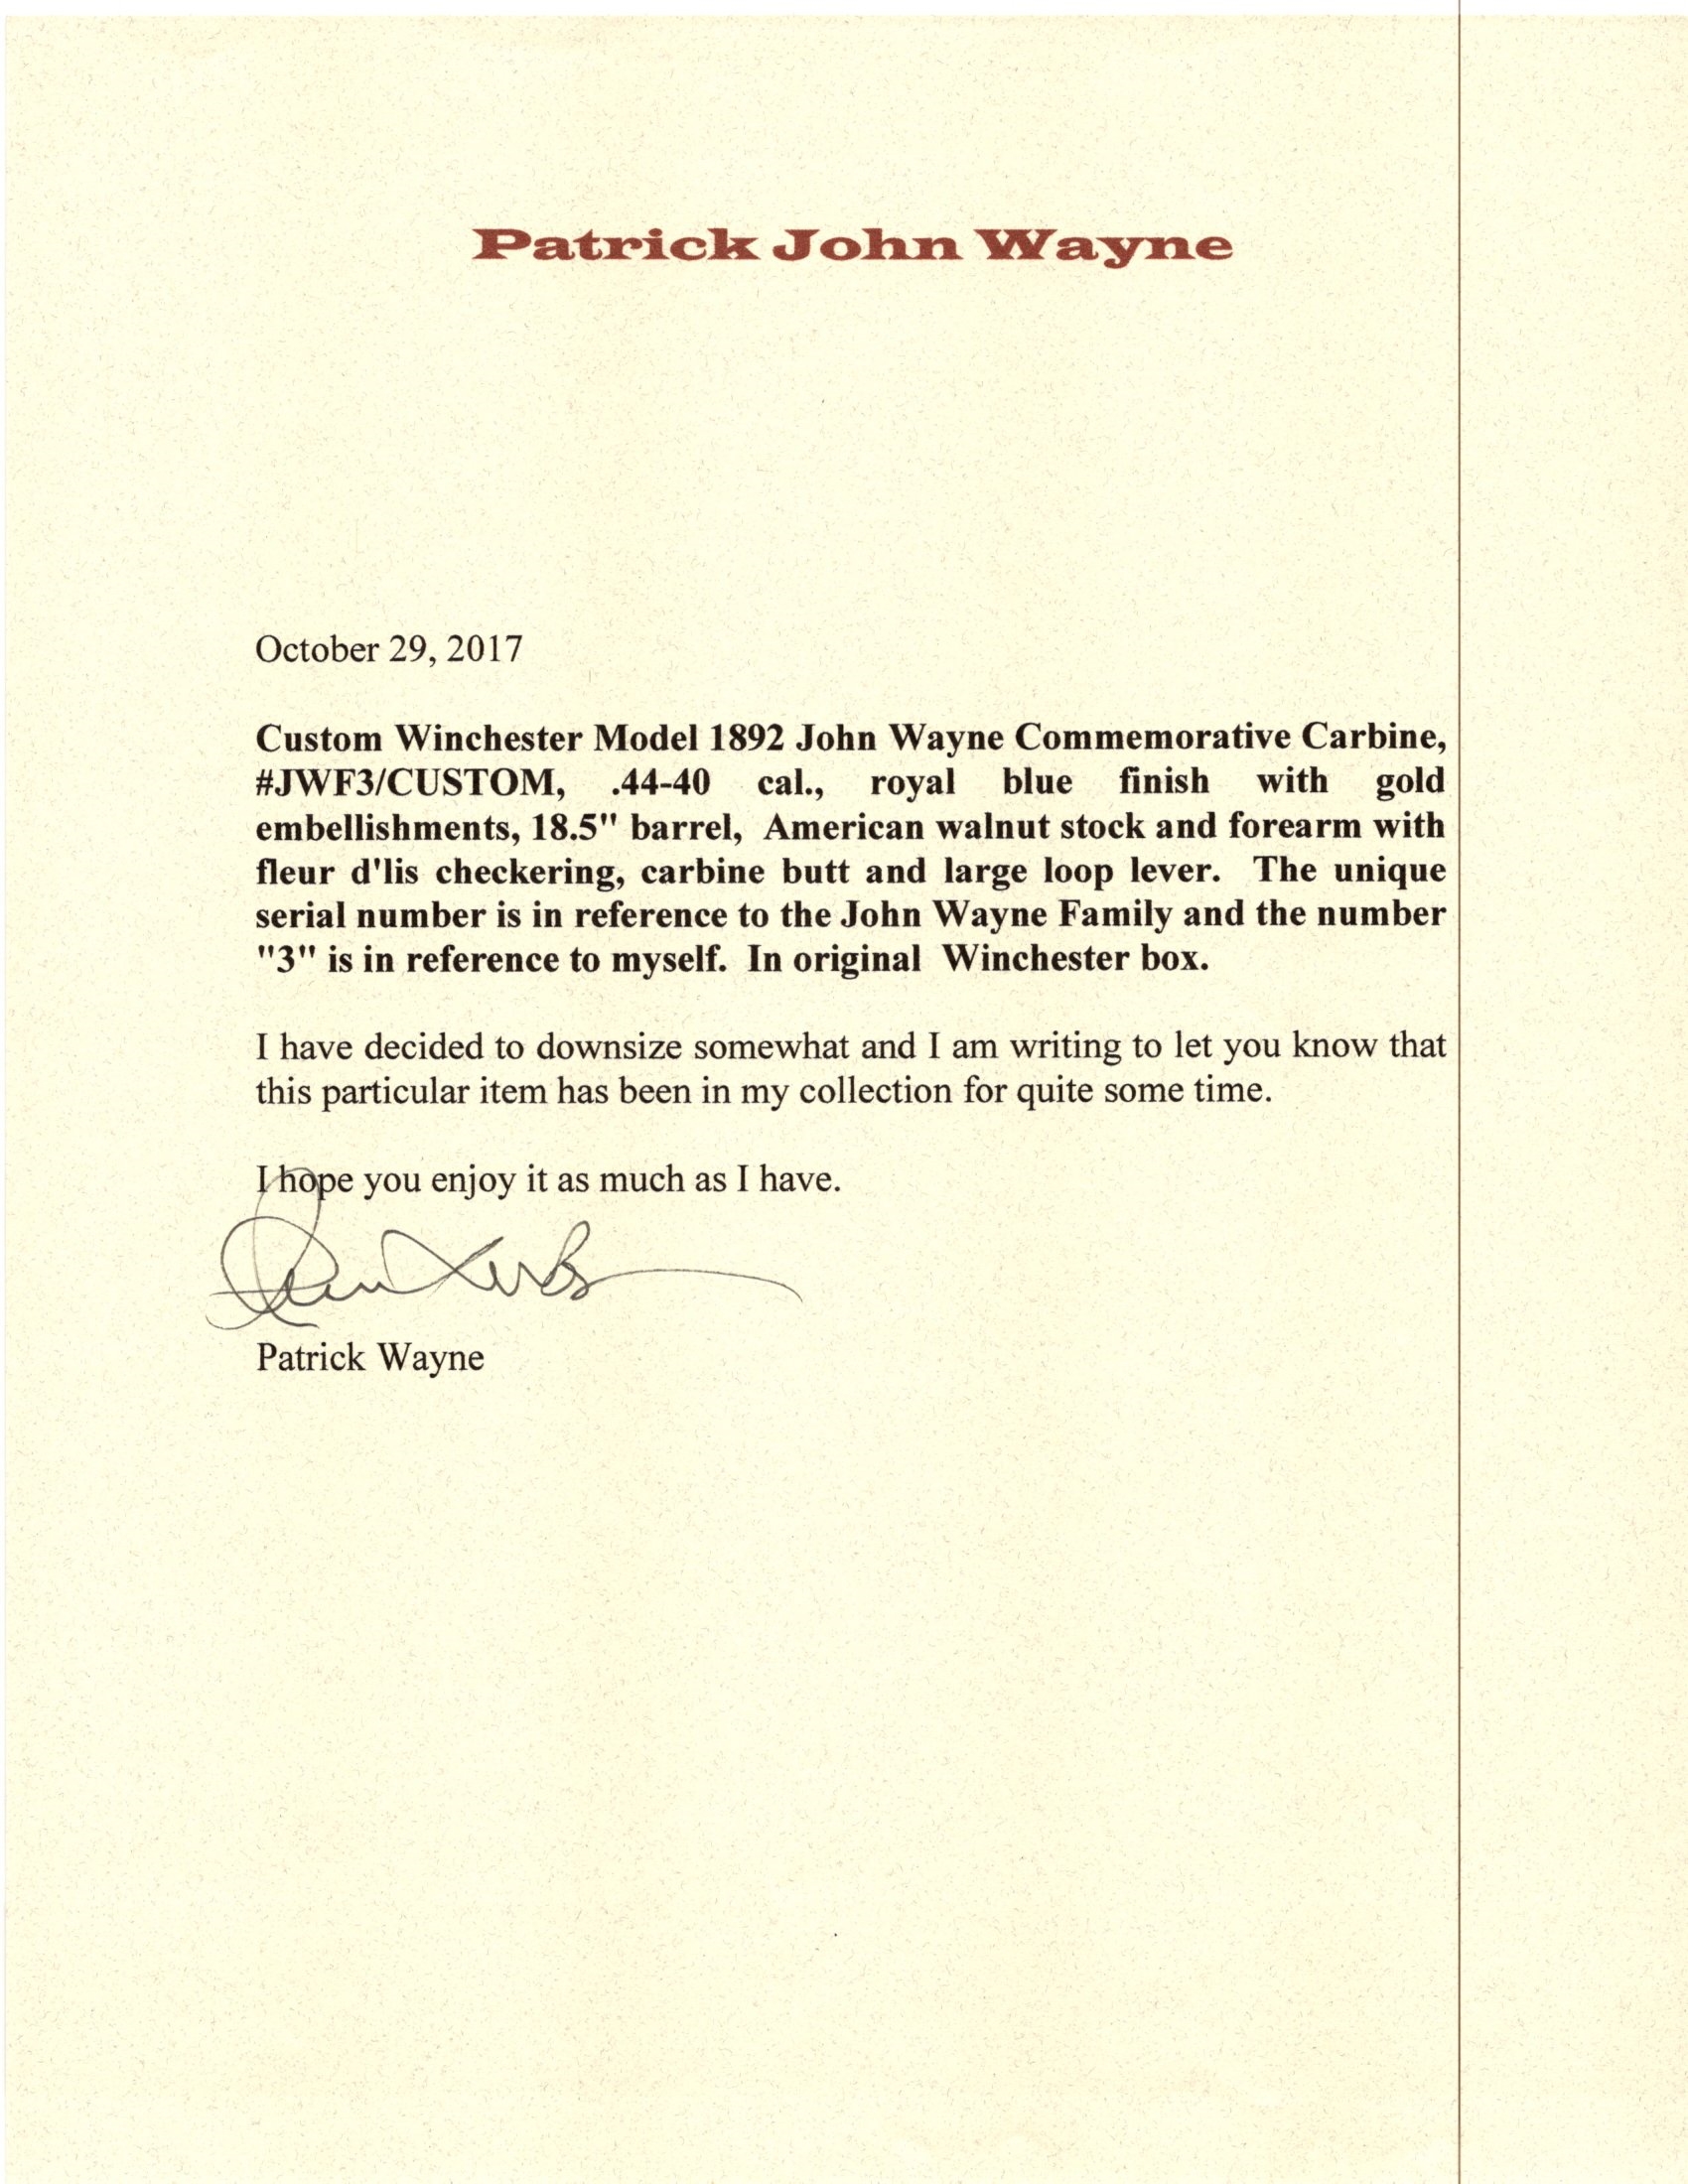 Patrick John Wayne
October 29, 2017
Custom Winchester Model 1892 John Wayne Commemorative Carbine,
#JWF3/CUSTOM, .44-40 cal., royal blue finish with gold
embellishments, 18.5" barrel, American walnut stock and forearm with
fleur d'lis checkering, carbine butt and large loop lever. The unique
serial number is in reference to the John Wayne Family and the number
"3" is in reference to myself. In original Winchester box.
I have decided to downsize somewhat and I am writing to let you know that
this particular item has been in my collection for quite some time.
I hope you enjoy it as much as I have.
Patrick Wayne